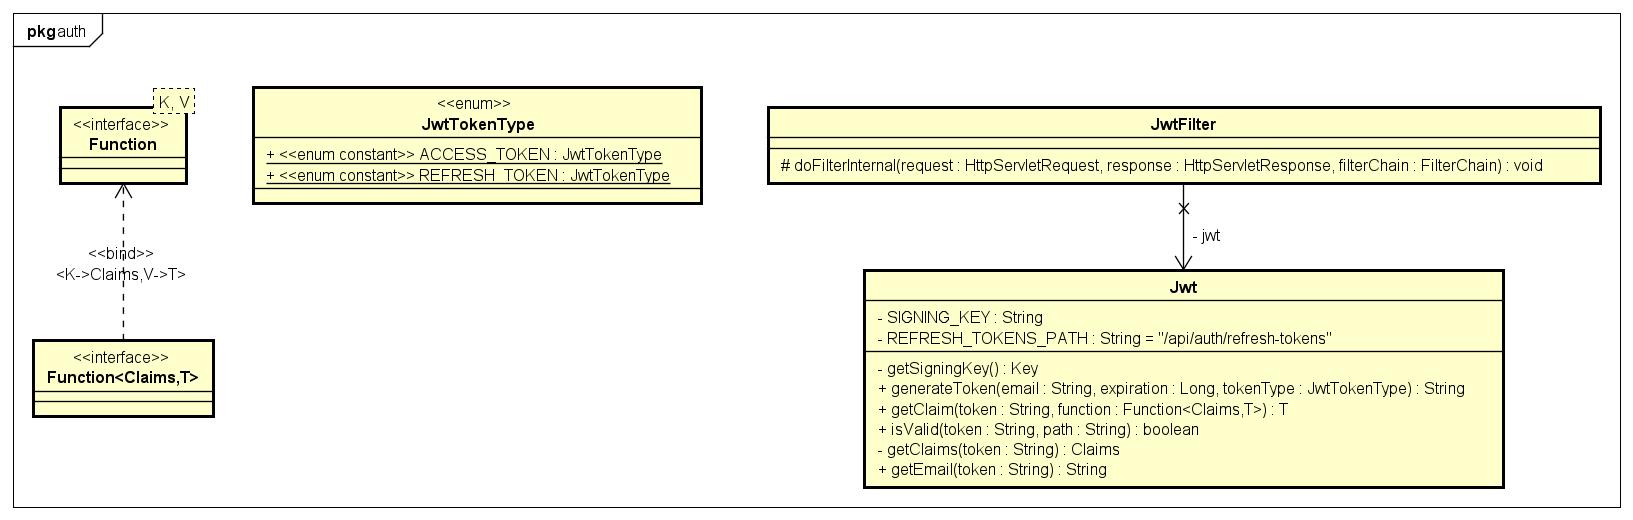 pkg auth
K, V
<<interface>>
Function
<<bind>>
<K->Claims,V->T>
<<interface>>
Function<Claims,T>
<<enum>>
JwtTokenType
+ <<enum constant>> ACCESS_TOKEN : JwtTokenType
+ <<enum constant>> REFRESH_TOKEN : JwtTokenType
JwtFilter
# doFilterInternal(request : HttpServletRequest, response : HttpServletResponse, filterChain : FilterChain) : void
- jwt
Jwt
- SIGNING_KEY : String
- REFRESH_TOKENS_PATH : String = "/api/auth/refresh-tokens"
- getSigningKey() : Key
+ generateToken(email : String, expiration : Long, tokenType : JwtTokenType) : String
+ getClaim(token : String, function : Function<Claims,T>) : T
+ isValid(token : String, path : String) : boolean
- getClaims(token : String) : Claims
+ getEmail(token : String) : String